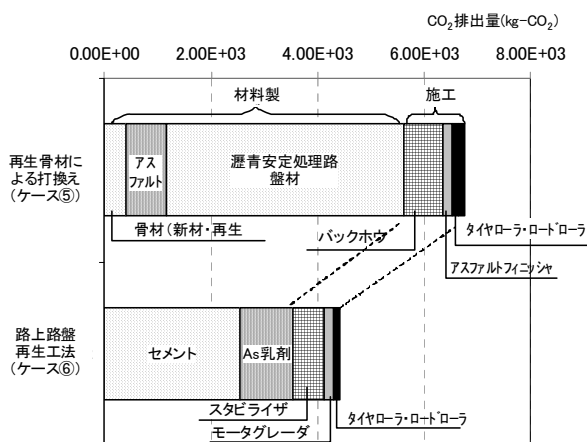 CO₂排出量(kg-CO₂)
0.00E+00 2.00E+03 4.00E+03 6.00E+03 8.00E+03
材料製 施工
再生骨材に
よる打換え
(ケース⑤)
アス
ファルト
瀝青安定処理路
盤材
骨材(新材・再生
バックホウ
タイヤローラ・ロードローラ
アスファルトフィニッシャ
路上路盤
再生工法
(ケース⑥)
セメント
As乳剤
スタビライザ
モータグレーダ
タイヤローラ・ロードローラ